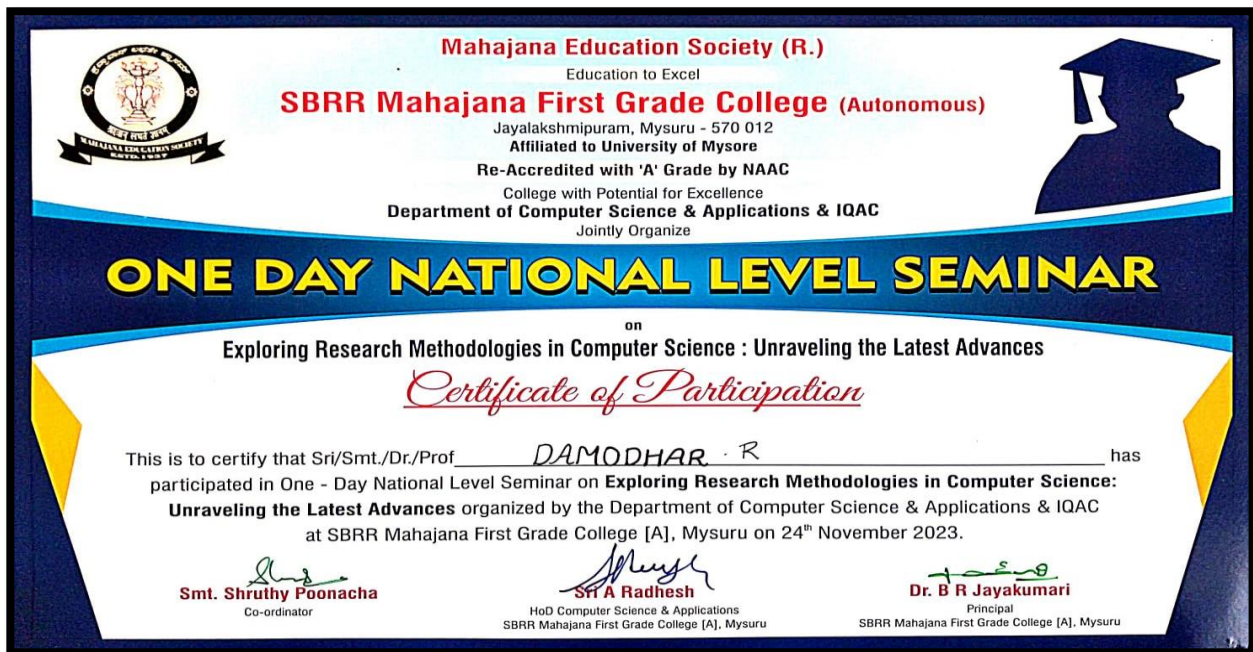 Mahajana Education Society (R.)
Education to Excel
SBRR Mahajana First Grade College (Autonomous)
Jayalakshmipuram, Mysuru - 570 012
Affiliated to University of Mysore
Re-Accredited with 'A' Grade by NAAC
College with Potential for Excellence
Department of Computer Science & Applications & IQAC
Jointly Organize
MAHAJANA EDUCATION SOCIETY
ESTD. 1957
ONE DAY NATIONAL LEVEL SEMINAR
on
Exploring Research Methodologies in Computer Science : Unraveling the Latest Advances
Certificate of Participation
This is to certify that Sri/Smt./Dr./Prof DAMODHAR . R has
participated in One - Day National Level Seminar on Exploring Research Methodologies in Computer Science:
Unraveling the Latest Advances organized by the Department of Computer Science & Applications & IQAC
at SBRR Mahajana First Grade College [A], Mysuru on 24th November 2023.
Smt. Shruthy Poonacha
Co-ordinator
Sri A Radhesh
HoD Computer Science & Applications
SBRR Mahajana First Grade College [A], Mysuru
Dr. B R Jayakumari
Principal
SBRR Mahajana First Grade College [A], Mysuru